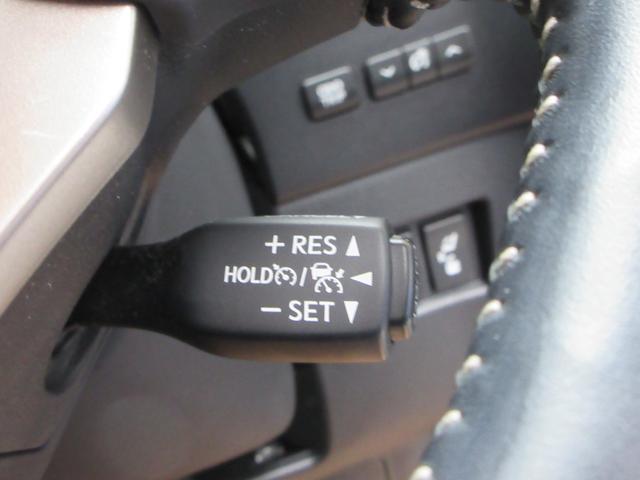 + RES
HOLD /
− SET